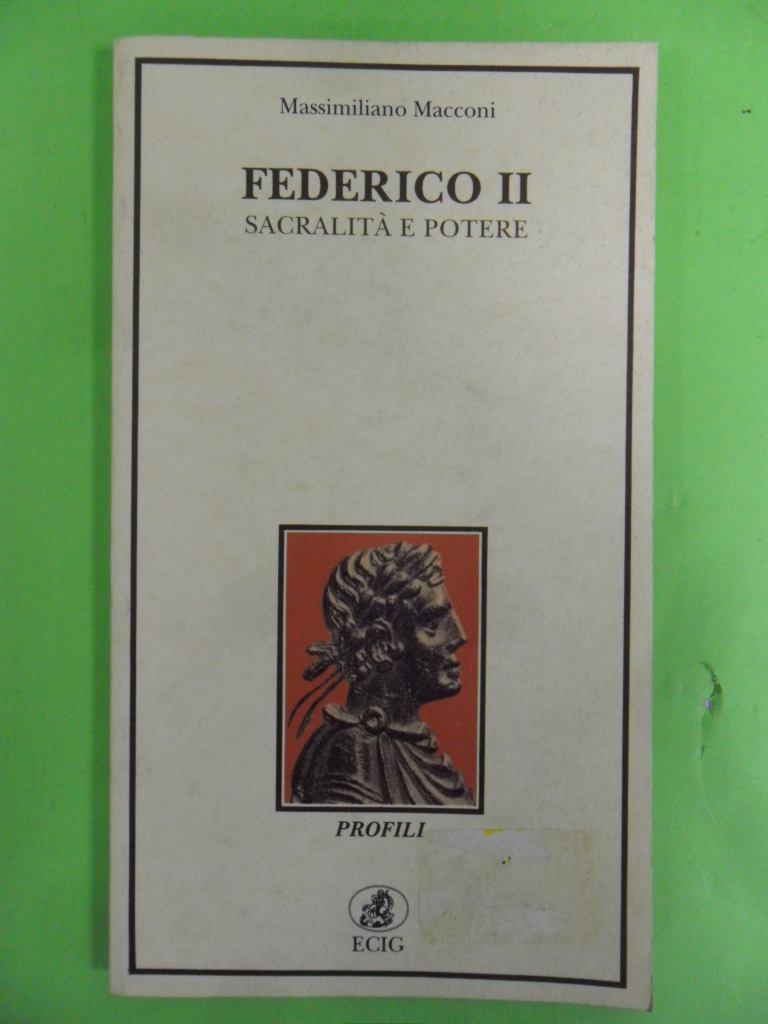 Massimiliano Macconi
FEDERICO II
SACRALITÀ E POTERE
PROFILI
ECIG